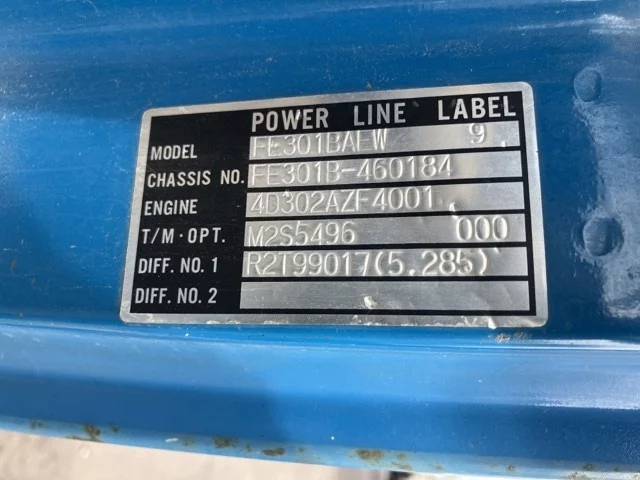 POWER LINE LABEL
MODEL FE301BAEW 9
CHASSIS NO. FE301B-460184
ENGINE 4D302AZF4001
T/M·OPT. M2S5496 000
DIFF. NO. 1 R2T99017(5.285)
DIFF. NO. 2